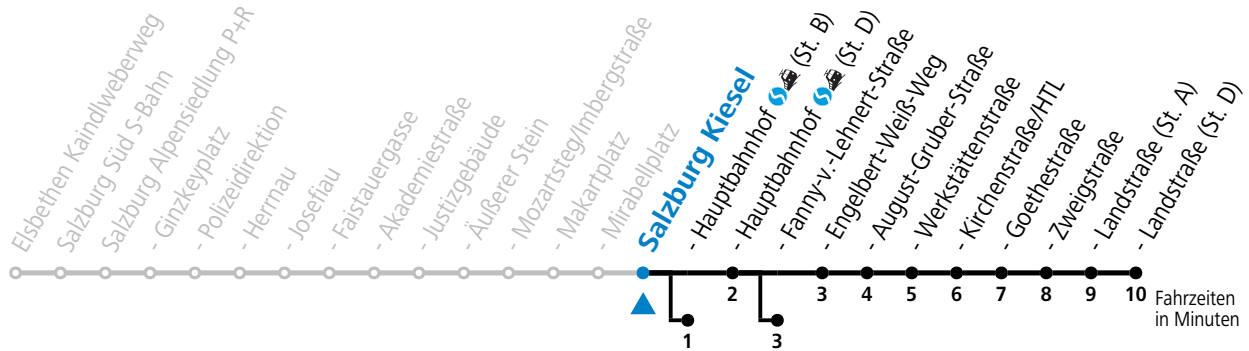 Elsbethen Kaindlweberweg
Salzburg Süd S-Bahn
Salzburg Alpensiedlung P+R
- Ginzkeyplatz
- Polizeidirektion
- Herrnau
- Josefiau
- Faistauergasse
- Akademiestraße
- Justizgebäude
- Äußerer Stein
- Mozartsteg/Imbergstraße
- Makartplatz
- Mirabellplatz
Salzburg Kiesel
- Hauptbahnhof (St. B)
- Hauptbahnhof (St. D)
- Fanny-v.-Lehnert-Straße
- Engelbert-Weiß-Weg
- August-Gruber-Straße
- Werkstättenstraße
- Kirchenstraße/HTL
- Goethestraße
- Zweigstraße
- Landstraße (St. A)
- Landstraße (St. D)
2 3 4 5 6 7 8 9 10
1 3
Fahrzeiten
in Minuten